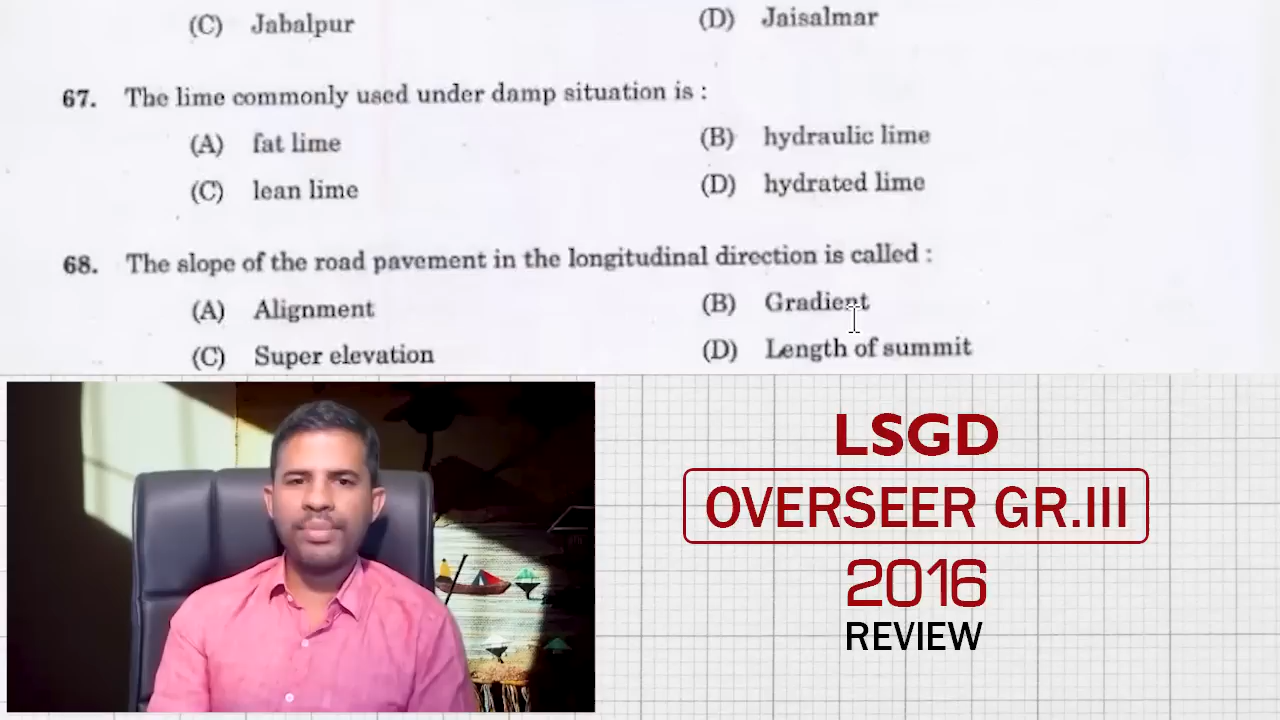 (C) Jabalpur (D) Jaisalmar
67. The lime commonly used under damp situation is :
(A) fat lime (B) hydraulic lime
(C) lean lime (D) hydrated lime
68. The slope of the road pavement in the longitudinal direction is called :
(A) Alignment (B) Gradient
(C) Super elevation (D) Length of summit
LSGD
OVERSEER GR.III
2016
REVIEW